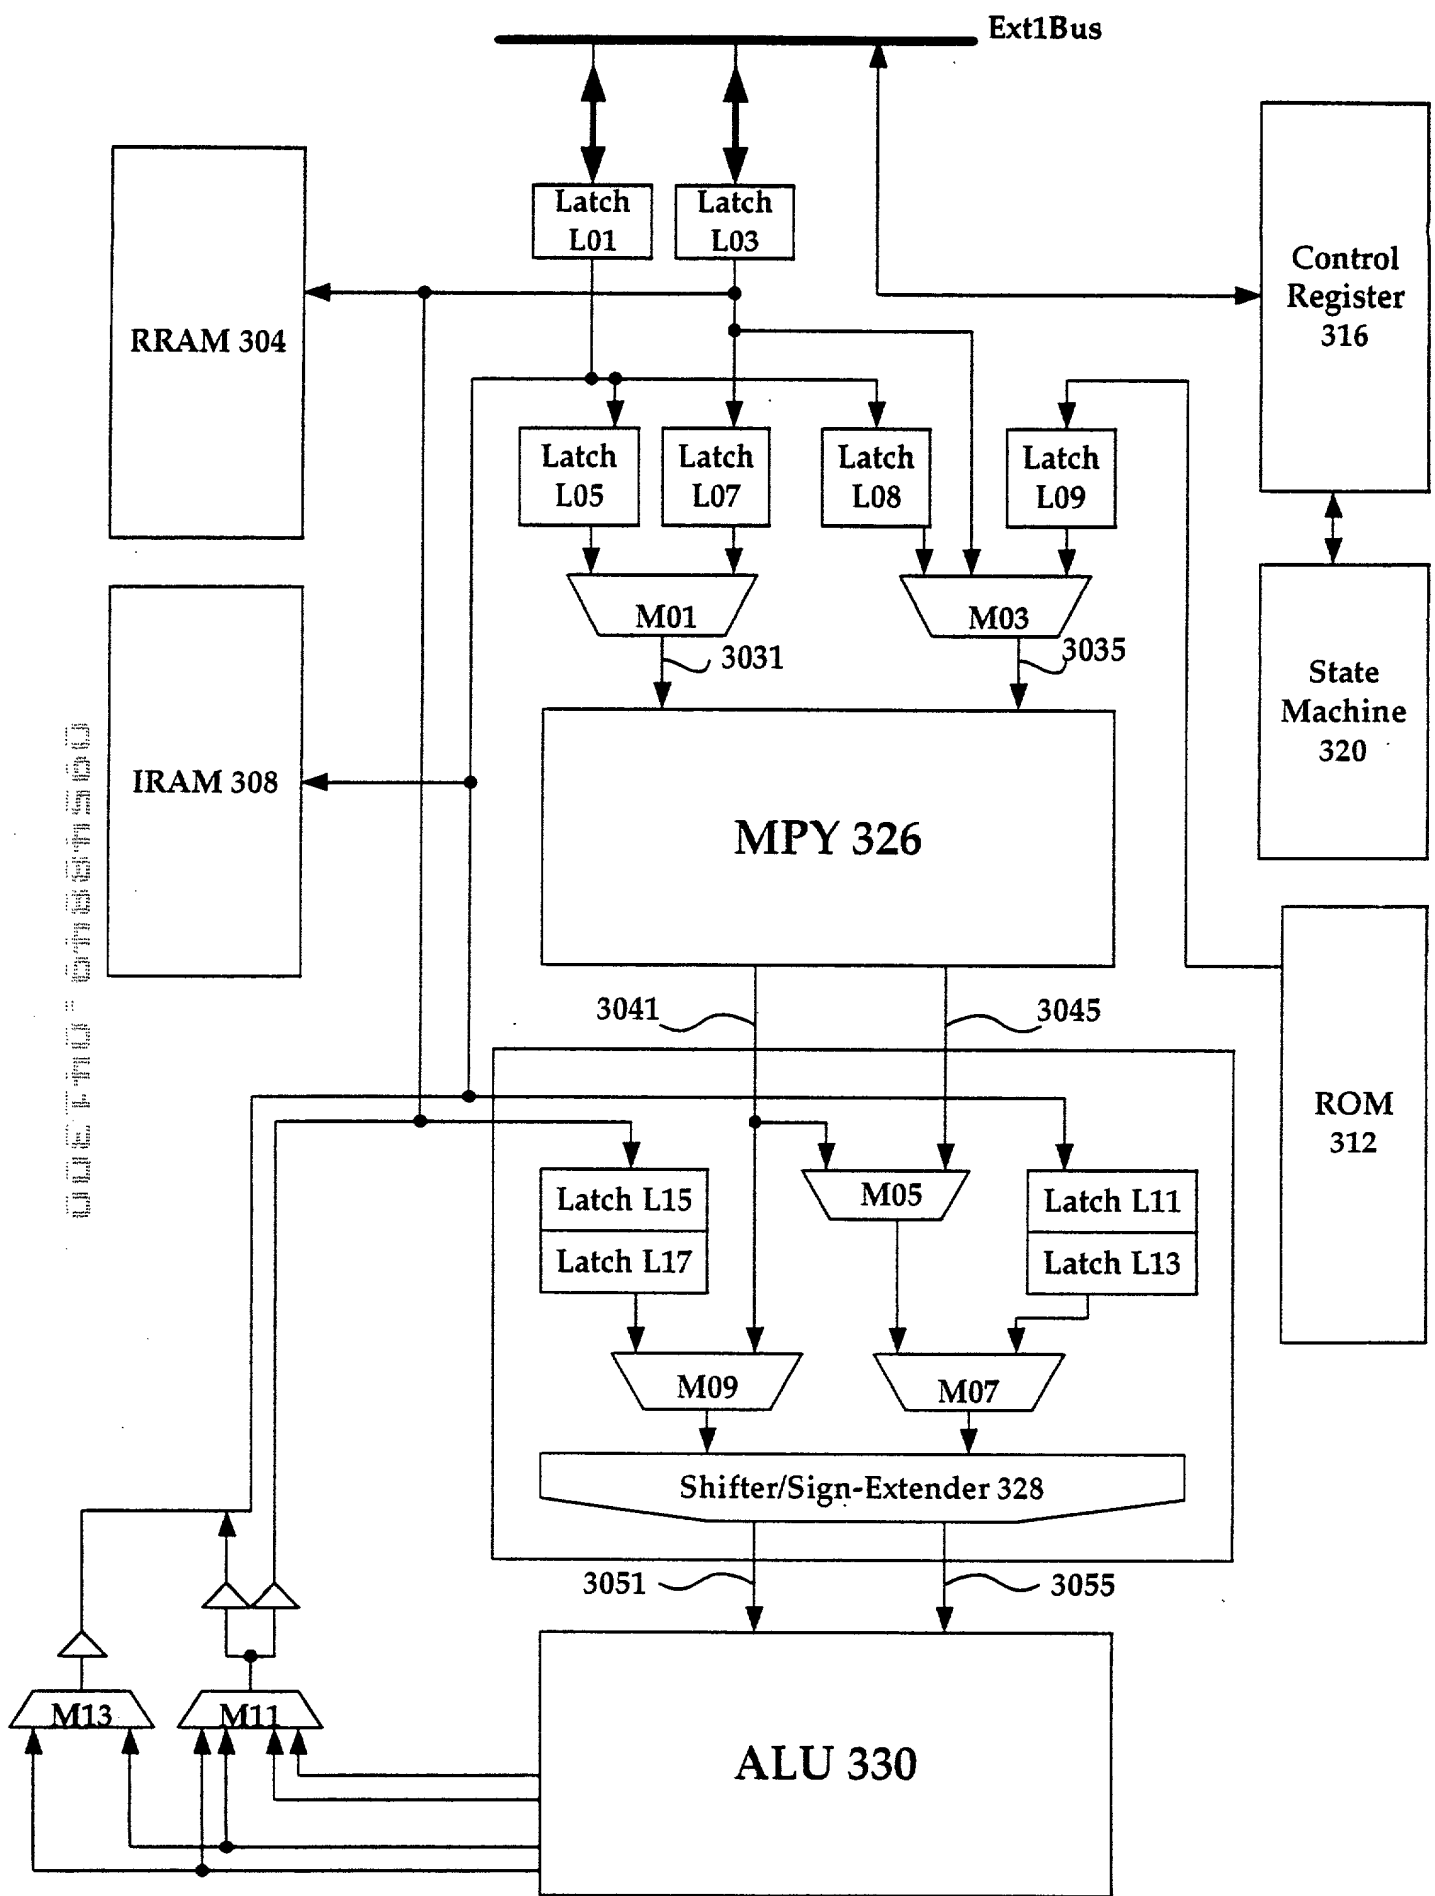 Ext1Bus
Latch
L01
Latch
L03
RRAM 304
Control
Register
316
Latch
L05
Latch
L07
Latch
L08
Latch
L09
M01
M03
3031
3035
State
Machine
320
IRAM 308
MPY 326
3041
3045
ROM
312
Latch L15
Latch L17
M05
Latch L11
Latch L13
M09
M07
Shifter/Sign-Extender 328
3051
3055
M13
M11
ALU 330